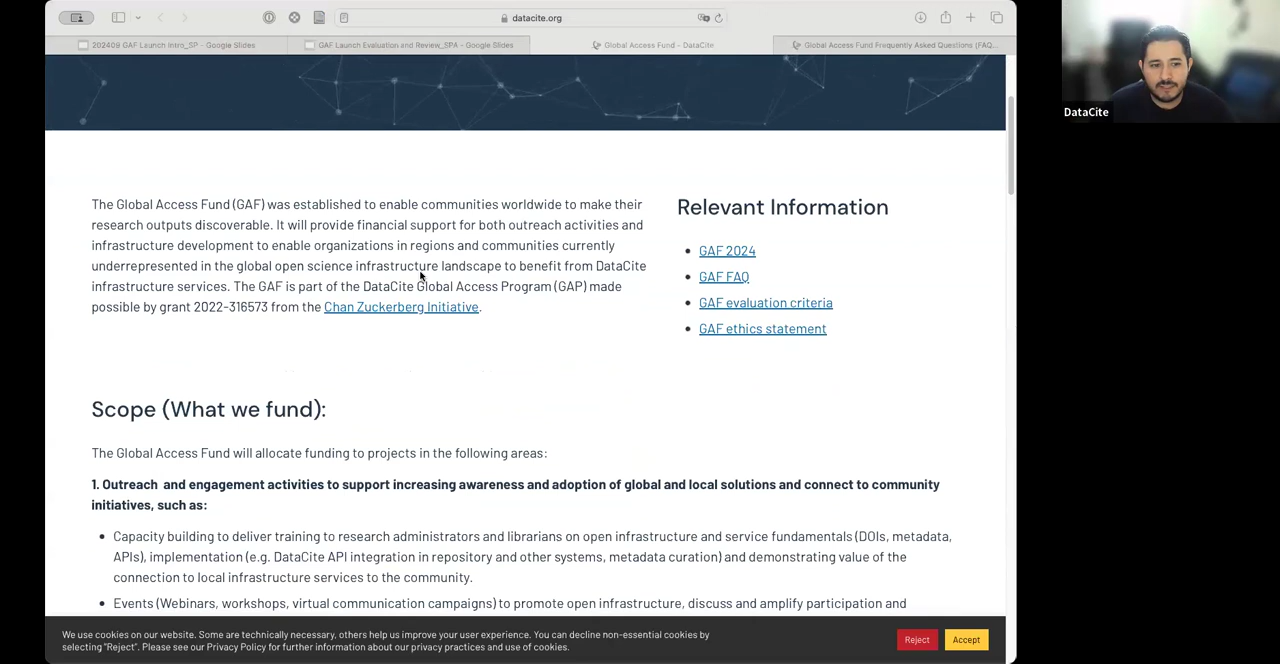 datacite.org
202409 GAF Launch Intro_SP – Google Slides
GAF Launch Evaluation and Review_SPA – Google Slides
Global Access Fund – DataCite
Global Access Fund Frequently Asked Questions (FAQ...
DataCite
The Global Access Fund (GAF) was established to enable communities worldwide to make their
research outputs discoverable. It will provide financial support for both outreach activities and
infrastructure development to enable organizations in regions and communities currently
underrepresented in the global open science infrastructure landscape to benefit from DataCite
infrastructure services. The GAF is part of the DataCite Global Access Program (GAP) made
possible by grant 2022-316573 from the Chan Zuckerberg Initiative.
Relevant Information
GAF 2024
GAF FAQ
GAF evaluation criteria
GAF ethics statement
Scope (What we fund):
The Global Access Fund will allocate funding to projects in the following areas:
1. Outreach and engagement activities to support increasing awareness and adoption of global and local solutions and connect to community
initiatives, such as:
Capacity building to deliver training to research administrators and librarians on open infrastructure and service fundamentals (DOIs, metadata,
APIs), implementation (e.g. DataCite API integration in repository and other systems, metadata curation) and demonstrating value of the
connection to local infrastructure services to the community.
Events (Webinars, workshops, virtual communication campaigns) to promote open infrastructure, discuss and amplify participation and
We use cookies on our website. Some are technically necessary, others help us improve your user experience. You can decline non-essential cookies by
selecting "Reject". Please see our Privacy Policy for further information about our privacy practices and use of cookies.
Reject
Accept